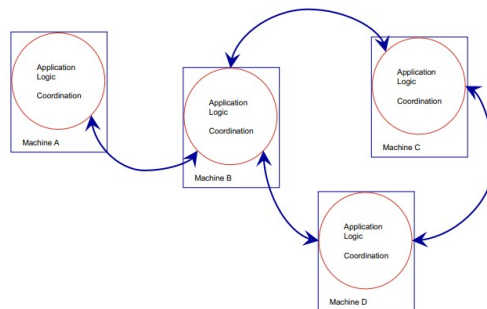 Application
Logic
Coordination
Machine A
Application
Logic
Coordination
Machine B
Application
Logic
Coordination
Machine C
Application
Logic
Coordination
Machine D